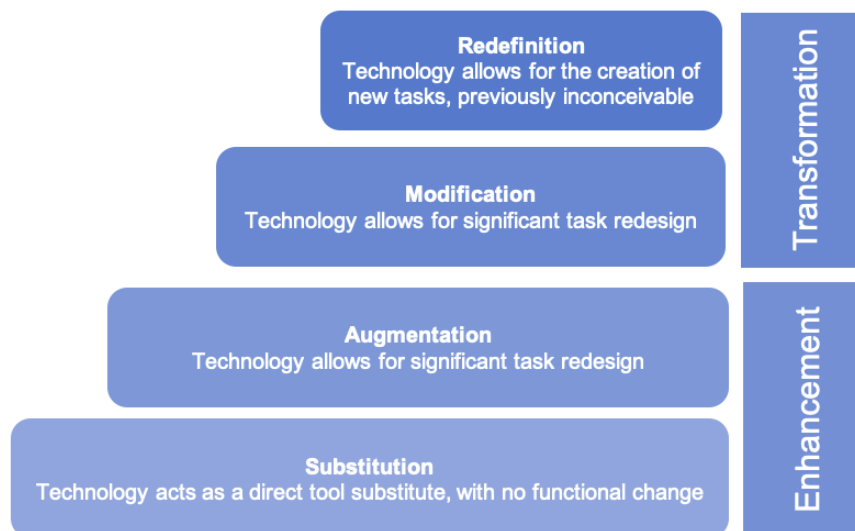 Redefinition
Technology allows for the creation of
new tasks, previously inconceivable
Modification
Technology allows for significant task redesign
Transformation
Augmentation
Technology allows for significant task redesign
Substitution
Technology acts as a direct tool substitute, with no functional change
Enhancement